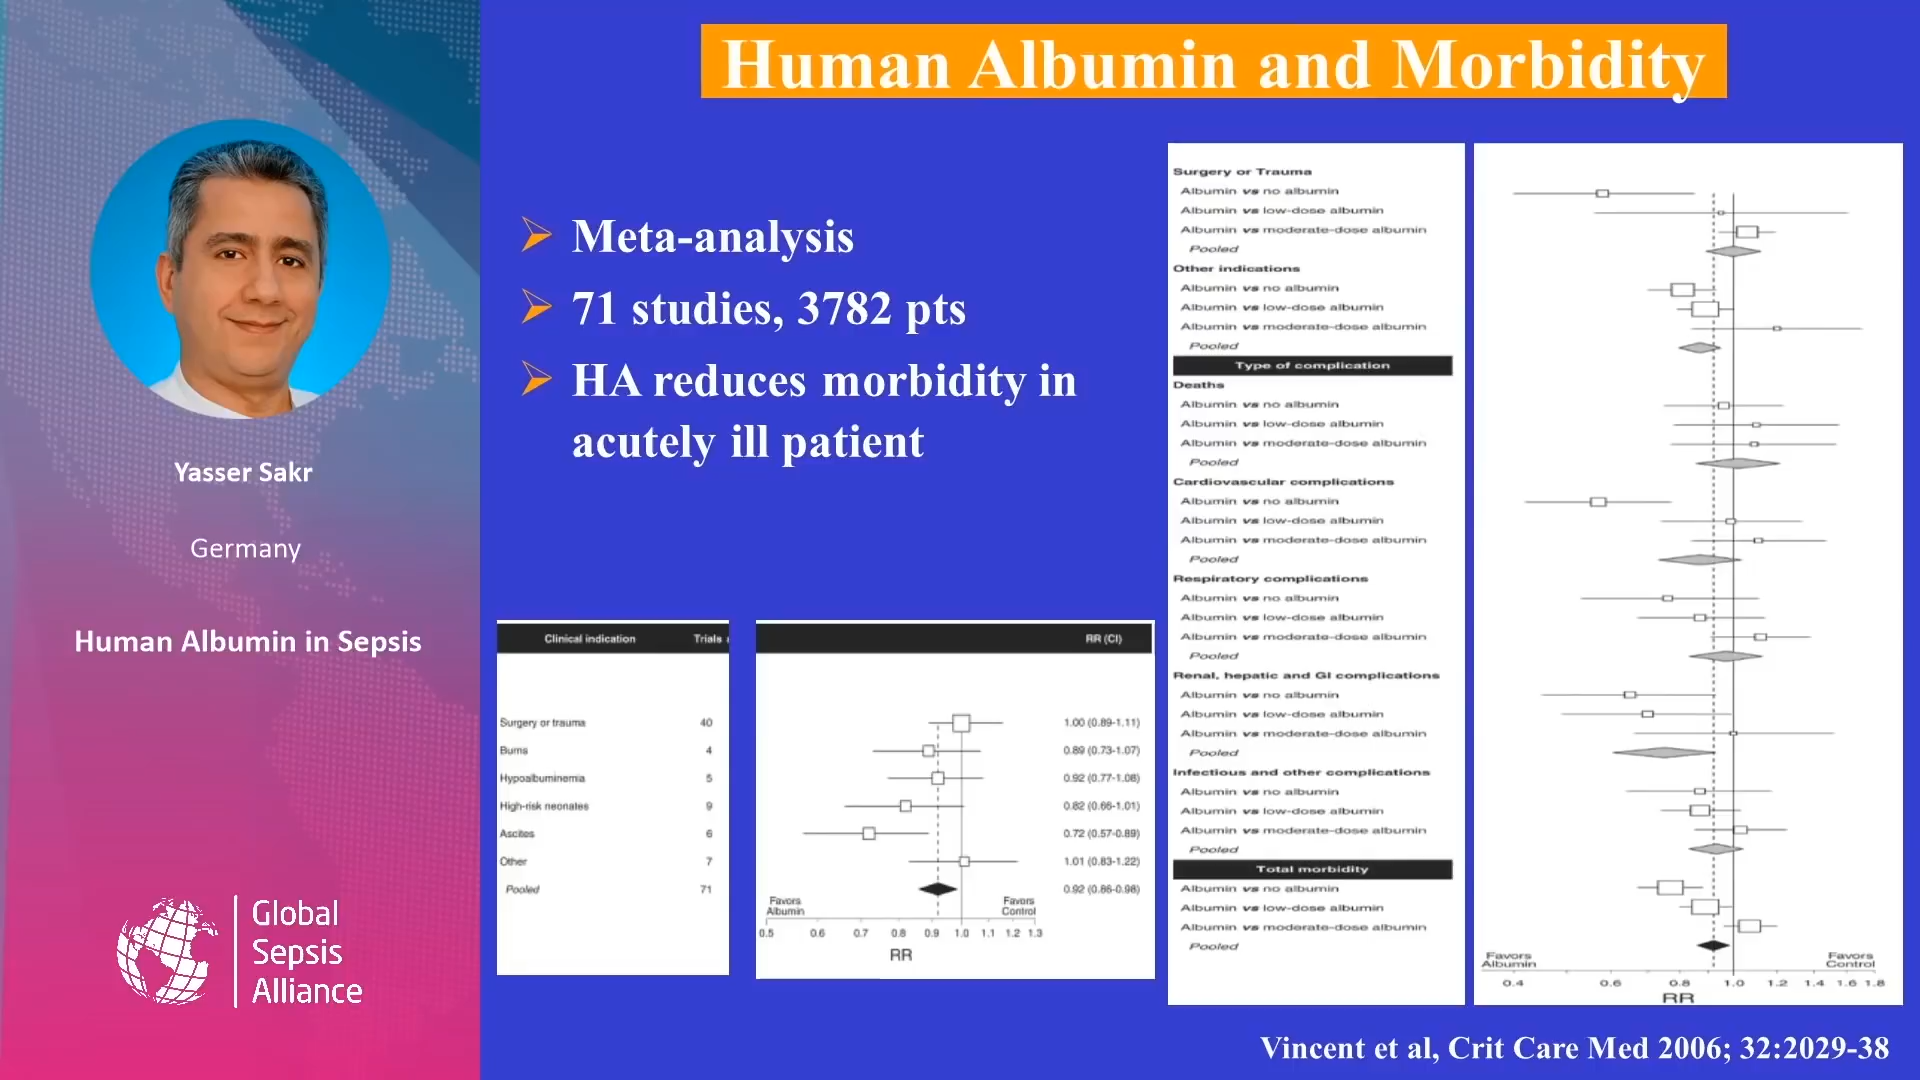 Human Albumin and Morbidity
Meta-analysis
71 studies, 3782 pts
HA reduces morbidity in
acutely ill patient
Yasser Sakr
Germany
Human Albumin in Sepsis
Global
Sepsis
Alliance
Clinical indication Trials
Surgery or trauma 40
Burns 4
Hypoalbuminemia 5
High-risk neonates 9
Ascites 6
Other 7
Pooled 71
RR (CI)
1.00 (0.89-1.11)
0.89 (0.73-1.07)
0.92 (0.77-1.08)
0.82 (0.66-1.01)
0.72 (0.57-0.89)
1.01 (0.83-1.22)
0.92 (0.86-0.98)
Favors Favors
Albumin Control
0.5 0.6 0.7 0.8 0.9 1.0 1.1 1.2 1.3
RR
Surgery or Trauma
Albumin vs no albumin
Albumin vs low-dose albumin
Albumin vs moderate-dose albumin
Pooled
Other indications
Albumin vs no albumin
Albumin vs low-dose albumin
Albumin vs moderate-dose albumin
Pooled
Type of complication
Deaths
Albumin vs no albumin
Albumin vs low-dose albumin
Albumin vs moderate-dose albumin
Pooled
Cardiovascular complications
Albumin vs no albumin
Albumin vs low-dose albumin
Albumin vs moderate-dose albumin
Pooled
Respiratory complications
Albumin vs no albumin
Albumin vs low-dose albumin
Albumin vs moderate-dose albumin
Pooled
Renal, hepatic and GI complications
Albumin vs no albumin
Albumin vs low-dose albumin
Albumin vs moderate-dose albumin
Pooled
Infectious and other complications
Albumin vs no albumin
Albumin vs low-dose albumin
Albumin vs moderate-dose albumin
Pooled
Total morbidity
Albumin vs no albumin
Albumin vs low-dose albumin
Albumin vs moderate-dose albumin
Pooled
Favors Favors
Albumin Control
0.4 0.6 0.8 1.0 1.2 1.4 1.6 1.8
RR
Vincent et al, Crit Care Med 2006; 32:2029-38